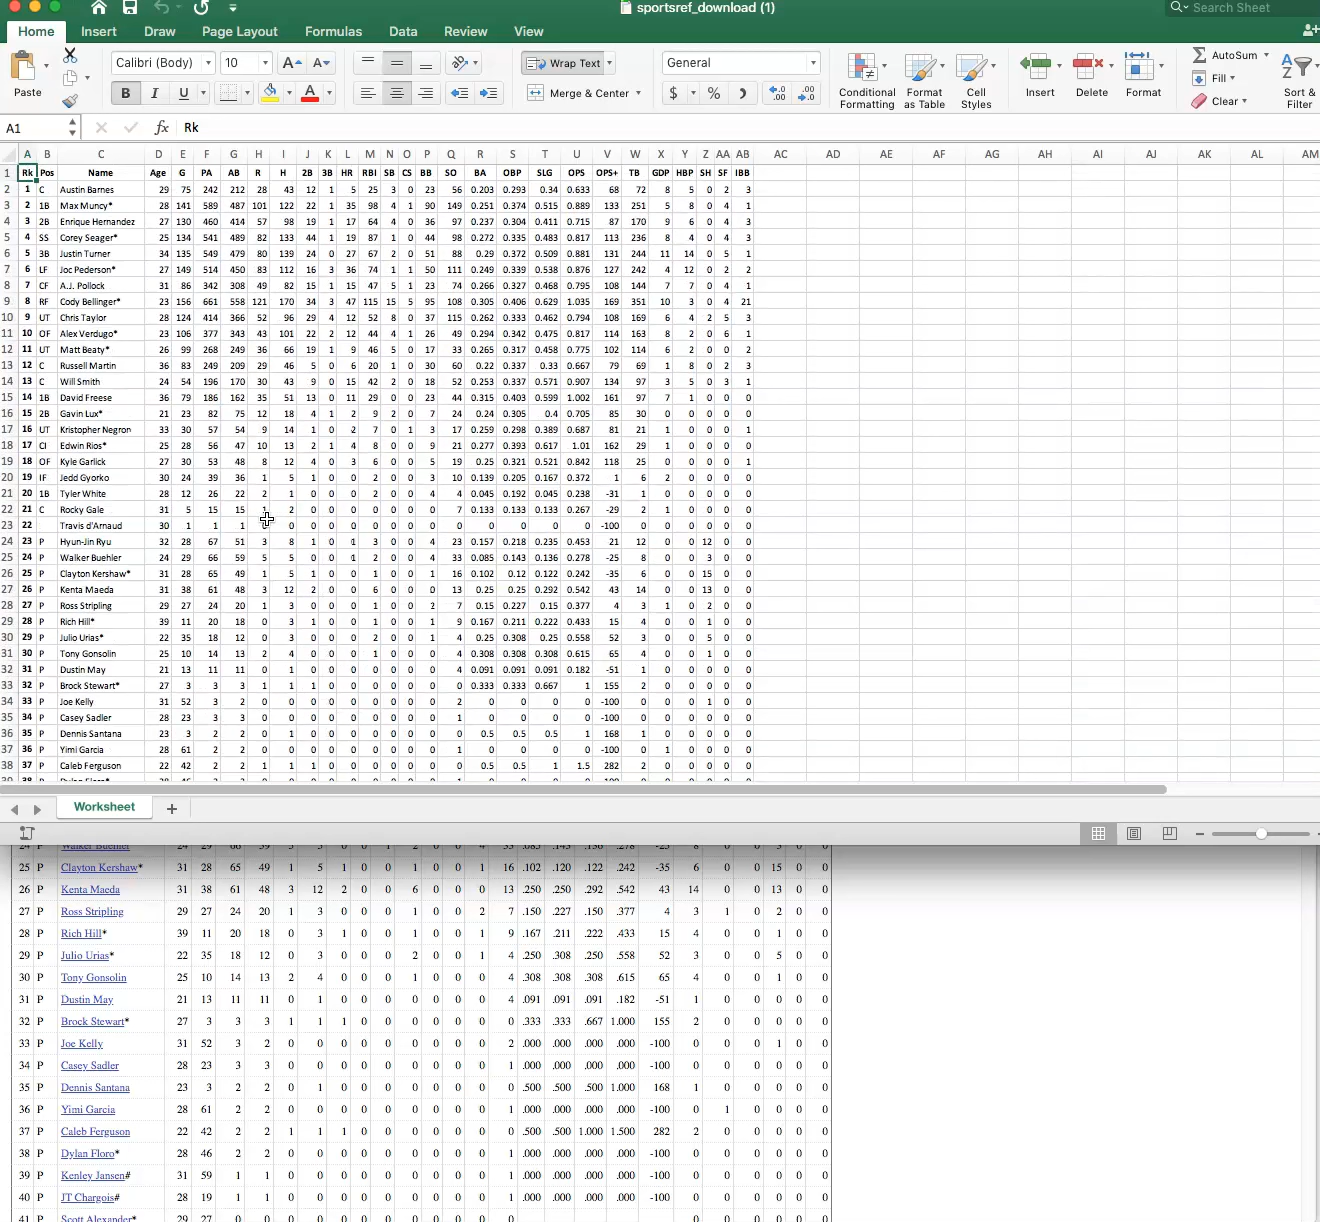 sportsref_download (1)
Search Sheet
Home Insert Draw Page Layout Formulas Data Review View
Calibri (Body) 10 A A Wrap Text General AutoSum
Fill
Paste B I U A Merge & Center $ % Conditional Formatting Format as Table Cell Styles Insert Delete Format Clear Sort & Filter
A1 fx Rk
A B C D E F G H I J K L M N O P Q R S T U V W X Y Z AA AB AC AD AE AF AG AH AI AJ AK AL AM
1 Rk Pos Name Age G PA AB R H 2B 3B HR RBI SB CS BB SO BA OBP SLG OPS OPS+ TB GDP HBP SH SF IBB
2 1 C Austin Barnes 29 75 242 212 28 43 12 1 5 25 3 0 23 56 0.203 0.293 0.34 0.633 68 72 8 5 0 2 3
3 2 1B Max Muncy* 28 141 589 487 101 122 22 1 35 98 4 1 90 149 0.251 0.374 0.515 0.889 133 251 5 8 0 4 1
4 3 2B Enrique Hernandez 27 130 460 414 57 98 19 1 17 64 4 0 36 97 0.237 0.304 0.411 0.715 87 170 9 6 0 4 3
5 4 SS Corey Seager* 25 134 541 489 82 133 44 1 19 87 1 0 44 98 0.272 0.335 0.483 0.817 113 236 8 4 0 4 3
6 5 3B Justin Turner 34 135 549 479 80 139 24 0 27 67 2 0 51 88 0.29 0.372 0.509 0.881 131 244 11 14 0 5 1
7 6 LF Joc Pederson* 27 149 514 450 83 112 16 3 36 74 1 1 50 111 0.249 0.339 0.538 0.876 127 242 4 12 0 2 2
8 7 CF A.J. Pollock 31 86 342 308 49 82 15 1 15 47 5 1 23 74 0.266 0.327 0.468 0.795 108 144 7 7 0 4 1
9 8 RF Cody Bellinger* 23 156 661 558 121 170 34 3 47 115 15 5 95 108 0.305 0.406 0.629 1.035 169 351 10 3 0 4 21
10 9 UT Chris Taylor 28 124 414 366 52 96 29 4 12 52 8 0 37 115 0.262 0.333 0.462 0.794 108 169 6 4 2 5 3
11 10 OF Alex Verdugo* 23 106 377 343 43 101 22 2 12 44 4 1 26 49 0.294 0.342 0.475 0.817 114 163 8 2 0 6 1
12 11 UT Matt Beaty* 26 99 268 249 36 66 19 1 9 46 5 0 17 33 0.265 0.317 0.458 0.775 102 114 6 2 0 0 2
13 12 C Russell Martin 36 83 249 209 29 46 5 0 6 20 1 0 30 60 0.22 0.337 0.33 0.667 79 69 1 8 0 2 3
14 13 C Will Smith 24 54 196 170 30 43 9 0 15 42 2 0 18 52 0.253 0.337 0.571 0.907 134 97 3 5 0 3 1
15 14 1B David Freese 36 79 186 162 35 51 13 0 11 29 0 0 23 44 0.315 0.403 0.599 1.002 161 97 7 1 0 0 0
16 15 2B Gavin Lux* 21 23 82 75 12 18 4 1 2 9 2 0 7 24 0.24 0.305 0.4 0.705 85 30 0 0 0 0 0
17 16 UT Kristopher Negron 33 30 57 54 9 14 1 0 2 7 0 1 3 17 0.259 0.298 0.389 0.687 81 21 1 0 0 0 1
18 17 CI Edwin Rios* 25 28 56 47 10 13 2 1 4 8 0 0 9 21 0.277 0.393 0.617 1.01 162 29 1 0 0 0 0
19 18 OF Kyle Garlick 27 30 53 48 8 12 4 0 3 6 0 0 5 19 0.25 0.321 0.521 0.842 118 25 0 0 0 0 1
20 19 IF Jedd Gyorko 30 24 39 36 1 5 1 0 0 2 0 0 3 10 0.139 0.205 0.167 0.372 1 6 2 0 0 0 0
21 20 1B Tyler White 28 12 26 22 2 1 0 0 0 2 0 0 4 4 0.045 0.192 0.045 0.238 -31 1 0 0 0 0 0
22 21 C Rocky Gale 31 5 15 15 1 2 0 0 0 0 0 0 0 7 0.133 0.133 0.133 0.267 -29 2 1 0 0 0 0
23 22 Travis d'Arnaud 30 1 1 1 0 0 0 0 0 0 0 0 0 0 0 0 0 -100 0 0 0 0 0 0
24 23 P Hyun-Jin Ryu 32 28 67 51 3 8 1 0 1 3 0 0 4 23 0.157 0.218 0.235 0.453 21 12 0 0 12 0 0
25 24 P Walker Buehler 24 29 66 59 5 5 0 0 1 2 0 0 4 33 0.085 0.143 0.136 0.278 -25 8 0 0 3 0 0
26 25 P Clayton Kershaw* 31 28 65 49 1 5 1 0 0 1 0 0 1 16 0.102 0.12 0.122 0.242 -35 6 0 0 15 0 0
27 26 P Kenta Maeda 31 38 61 48 3 12 2 0 0 6 0 0 0 13 0.25 0.25 0.292 0.542 43 14 0 0 13 0 0
28 27 P Ross Stripling 29 27 24 20 1 3 0 0 0 1 0 0 2 7 0.15 0.227 0.15 0.377 4 3 1 0 2 0 0
29 28 P Rich Hill* 39 11 20 18 0 3 1 0 0 1 0 0 1 9 0.167 0.211 0.222 0.433 15 4 0 0 1 0 0
30 29 P Julio Urias* 22 35 18 12 0 3 0 0 0 2 0 0 1 4 0.25 0.308 0.25 0.558 52 3 0 0 5 0 0
31 30 P Tony Gonsolin 25 10 14 13 2 4 0 0 0 1 0 0 0 4 0.308 0.308 0.308 0.615 65 4 0 0 1 0 0
32 31 P Dustin May 21 13 11 11 0 1 0 0 0 0 0 0 0 4 0.091 0.091 0.091 0.182 -51 1 0 0 0 0 0
33 32 P Brock Stewart* 27 3 3 3 1 1 1 0 0 0 0 0 0 0 0.333 0.333 0.667 1 155 2 0 0 0 0 0
34 33 P Joe Kelly 31 52 3 2 0 0 0 0 0 0 0 0 0 2 0 0 0 0 -100 0 0 0 1 0 0
35 34 P Casey Sadler 28 23 3 3 0 0 0 0 0 0 0 0 0 1 0 0 0 0 -100 0 0 0 0 0 0
36 35 P Dennis Santana 23 3 2 2 0 1 0 0 0 0 0 0 0 0 0.5 0.5 0.5 1 168 1 0 0 0 0 0
37 36 P Yimi Garcia 28 61 2 2 0 0 0 0 0 0 0 0 0 1 0 0 0 0 -100 0 1 0 0 0 0
38 37 P Caleb Ferguson 22 42 2 2 1 1 1 0 0 0 0 0 0 0 0.5 0.5 1 1.5 282 2 0 0 0 0 0
Worksheet
24 P Walker Buehler
25 P Clayton Kershaw* 31 28 65 49 1 5 1 0 0 1 0 0 1 16 .102 .120 .122 .242 -35 6 0 0 15 0 0
26 P Kenta Maeda 31 38 61 48 3 12 2 0 0 6 0 0 0 13 .250 .250 .292 .542 43 14 0 0 13 0 0
27 P Ross Stripling 29 27 24 20 1 3 0 0 0 1 0 0 2 7 .150 .227 .150 .377 4 3 1 0 2 0 0
28 P Rich Hill* 39 11 20 18 0 3 1 0 0 1 0 0 1 9 .167 .211 .222 .433 15 4 0 0 1 0 0
29 P Julio Urias* 22 35 18 12 0 3 0 0 0 2 0 0 1 4 .250 .308 .250 .558 52 3 0 0 5 0 0
30 P Tony Gonsolin 25 10 14 13 2 4 0 0 0 1 0 0 0 4 .308 .308 .308 .615 65 4 0 0 1 0 0
31 P Dustin May 21 13 11 11 0 1 0 0 0 0 0 0 0 4 .091 .091 .091 .182 -51 1 0 0 0 0 0
32 P Brock Stewart* 27 3 3 3 1 1 1 0 0 0 0 0 0 0 .333 .333 .667 1.000 155 2 0 0 0 0 0
33 P Joe Kelly 31 52 3 2 0 0 0 0 0 0 0 0 0 2 .000 .000 .000 .000 -100 0 0 0 1 0 0
34 P Casey Sadler 28 23 3 3 0 0 0 0 0 0 0 0 0 1 .000 .000 .000 .000 -100 0 0 0 0 0 0
35 P Dennis Santana 23 3 2 2 0 1 0 0 0 0 0 0 0 0 .500 .500 .500 1.000 168 1 0 0 0 0 0
36 P Yimi Garcia 28 61 2 2 0 0 0 0 0 0 0 0 0 1 .000 .000 .000 .000 -100 0 1 0 0 0 0
37 P Caleb Ferguson 22 42 2 2 1 1 1 0 0 0 0 0 0 0 .500 .500 1.000 1.500 282 2 0 0 0 0 0
38 P Dylan Floro* 28 46 2 2 0 0 0 0 0 0 0 0 0 1 .000 .000 .000 .000 -100 0 0 0 0 0 0
39 P Kenley Jansen# 31 59 1 1 0 0 0 0 0 0 0 0 0 1 .000 .000 .000 .000 -100 0 0 0 0 0 0
40 P JT Chargois# 28 19 1 1 0 0 0 0 0 0 0 0 0 1 .000 .000 .000 .000 -100 0 0 0 0 0 0
41 P Scott Alexander* 29 27 0 0 0 0 0 0 0 0 0 0 0 0 0 0 0 0 0